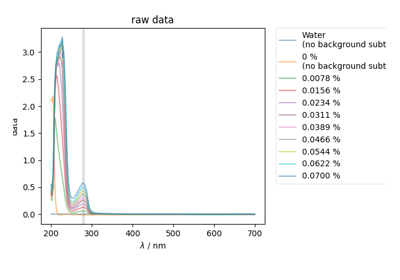 raw data
Water
(no background subt
0 %
(no background subt
0.0078 %
0.0156 %
0.0234 %
0.0311 %
0.0389 %
0.0466 %
0.0544 %
0.0622 %
0.0700 %
3.0
2.5
2.0
1.5
1.0
0.5
0.0
data
200 300 400 500 600 700
λ / nm